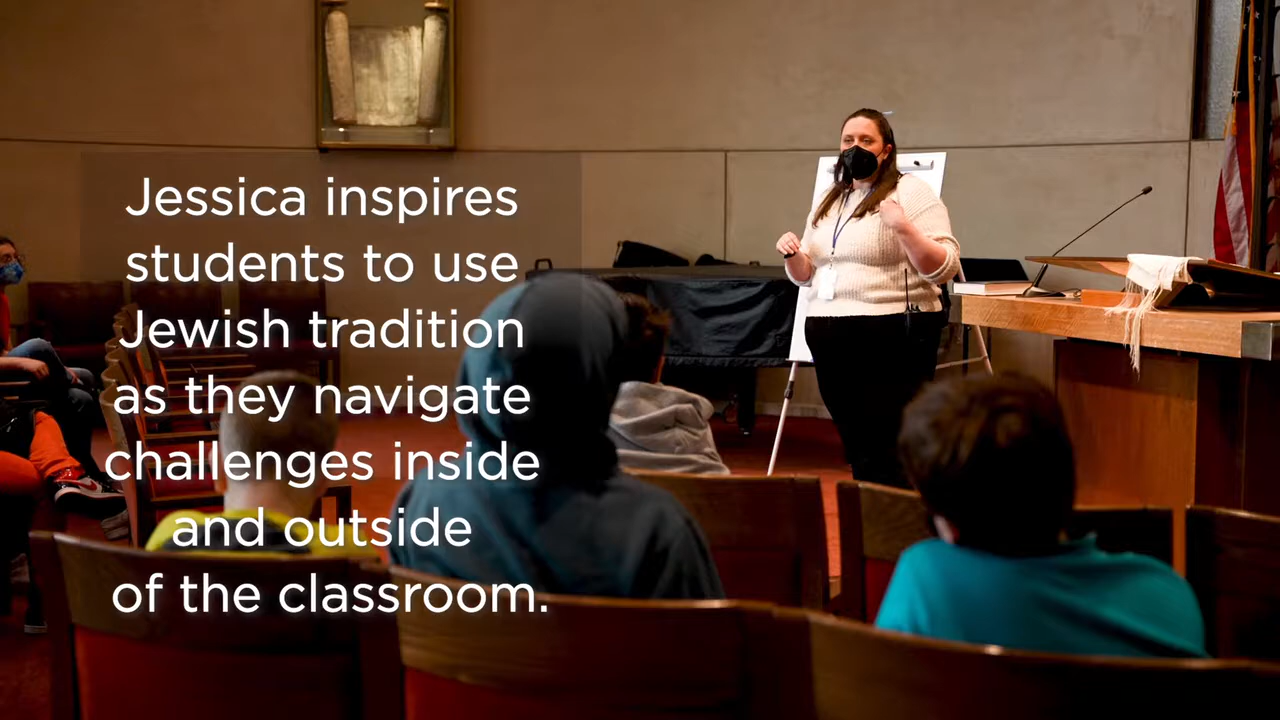 Jessica inspires
students to use
Jewish tradition
as they navigate
challenges inside
and outside
of the classroom.